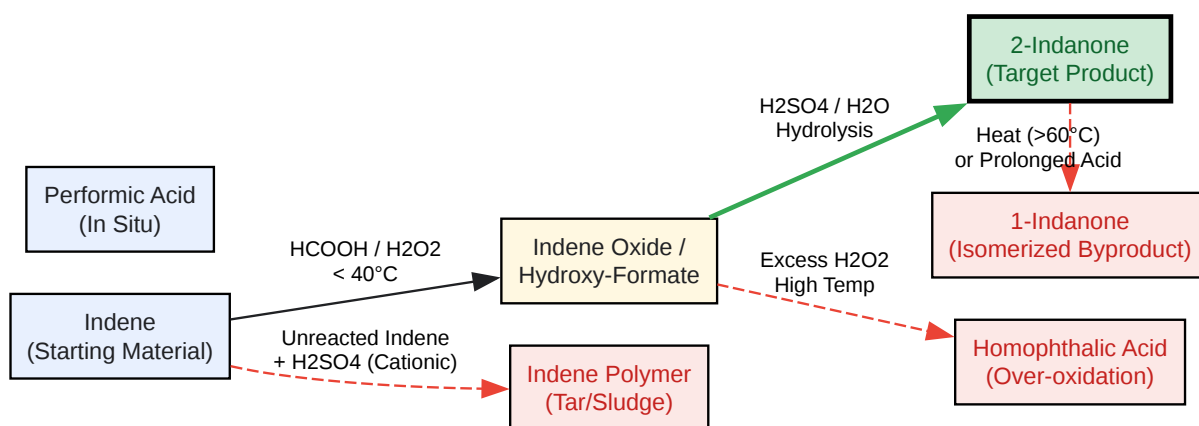 2-Indanone
(Target Product)
H2SO4 / H2O
Hydrolysis
Heat (>60°C)
or Prolonged Acid
Performic Acid
(In Situ)
HCOOH / H2O2
< 40°C
Indene Oxide /
Hydroxy-Formate
1-Indanone
(Isomerized Byproduct)
Excess H2O2
High Temp
Indene
(Starting Material)
Unreacted Indene
+ H2SO4 (Cationic)
Indene Polymer
(Tar/Sludge)
Homophthalic Acid
(Over-oxidation)